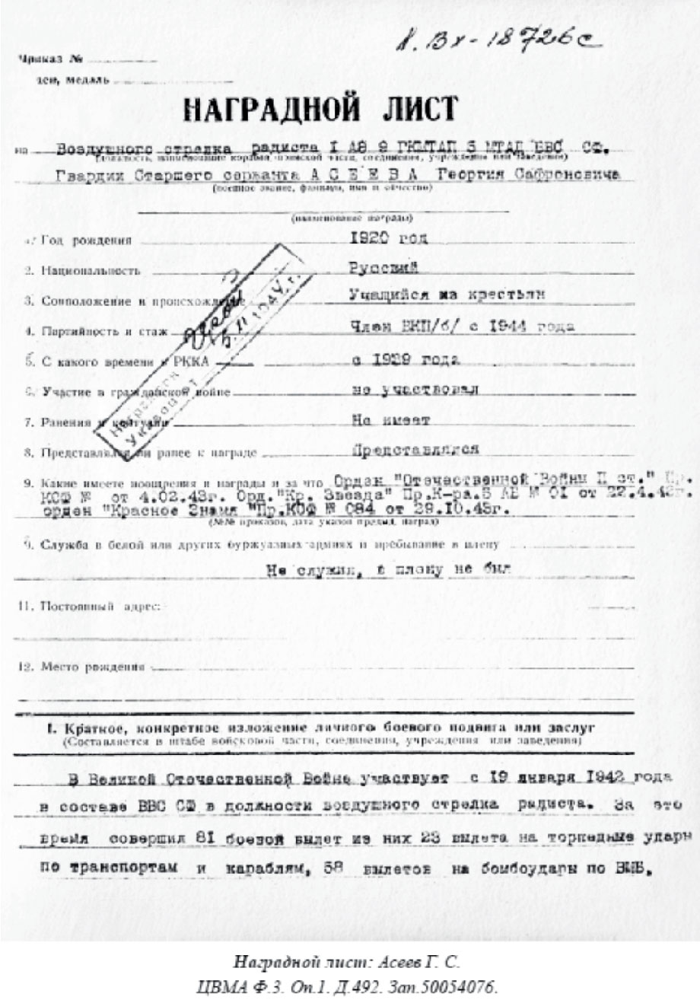 А. Вх-18726с
Приказ №
ден, медаль
НАГРАДНОЙ ЛИСТ
на Воздушного стрелка радиста I АЭ 9 ГКМТАП 5 МТАД ВВС СФ.
(должность, наименование корабля, воинской части, соединения, учреждения или заведения)
Гвардии Старшего сержанта А С Е Е В А Георгия Сафроновича
(военное звание, фамилия, имя и отчество)
(наименование награды)
1. Год рождения 1920 год
2. Национальность Русский
3. Соцположение и происхождение Учащийся из крестьян
4. Партийность и стаж Член ВКП/б/ с 1944 года
5. С какого времени в РККА с 1939 года
6. Участие в гражданской войне не участвовал
7. Ранения и контузии Не имеет
8. Представлялся ли ранее к награде Представлялся
9. Какие имеете поощрения и награды и за что Орден "Отечественной Войны II ст." Пр.
КСФ № от 4.02.43г. Орд."Кр. Звезда" Пр.К-ра.5 АБ № 01 от 22.4.43г.
орден "Красное Знамя "Пр.КСФ № 084 от 29.10.43г.
(№№ приказов, дата указов предыд. наград)
Служба в белой или других буржуазных армиях и пребывание в плену
Не служил, в плену не был
11. Постоянный адрес:
12. Место рождения
Награжден
5.11.1944 г.
I. Краткое, конкретное изложение личного боевого подвига или заслуг
(Составляется в штабе войсковой части, соединения, учреждения или заведения)
В Великой Отечественной Войне участвует с 19 января 1942 года
в составе ВВС СФ в должности воздушного стрелка радиста. За это
время совершил 81 боевой вылет из них 23 вылета на торпедные удары
по транспортам и караблям, 58 вылетов на бомбоудары по ВМБ.
Наградной лист: Асеев Г. С.
ЦВМА Ф.3. Оп.1. Д.492. Зап.50054076.